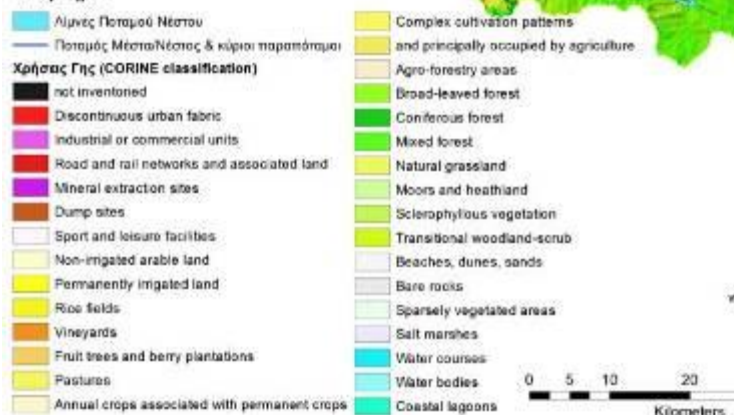 Λίμνες Ποταμού Νέστου
Ποταμός Μέστα/Νέστος & κύριοι παραπόταμοι
Χρήσεις Γης (CORINE classification)
not inventoried
Discontinuous urban fabric
Industrial or commercial units
Road and rail networks and associated land
Mineral extraction sites
Dump sites
Sport and leisure facilities
Non-irrigated arable land
Permanently irrigated land
Rice fields
Vineyards
Fruit trees and berry plantations
Pastures
Annual crops associated with permanent crops
Complex cultivation patterns
and principally occupied by agriculture
Agro-forestry areas
Broad-leaved forest
Coniferous forest
Mixed forest
Natural grassland
Moors and heathland
Sclerophyllous vegetation
Transitional woodland-scrub
Beaches, dunes, sands
Bare rocks
Sparsely vegetated areas
Salt marshes
Water courses
Water bodies
Coastal lagoons
0 5 10 20
Kilometers